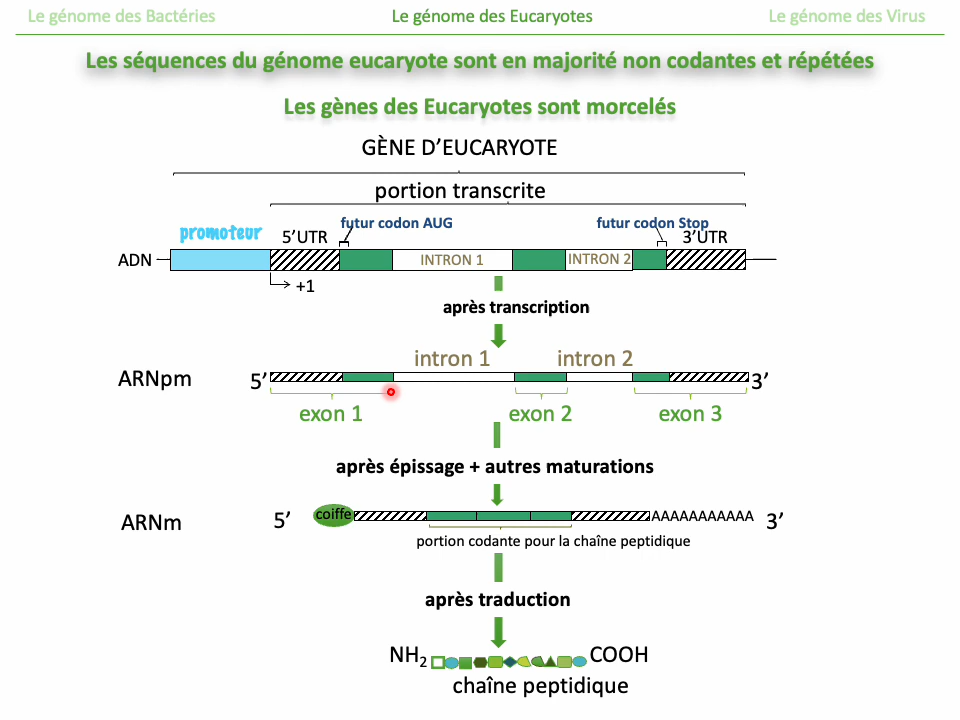 Le génome des Bactéries
Le génome des Eucaryotes
Le génome des Virus
Les séquences du génome eucaryote sont en majorité non codantes et répétées
Les gènes des Eucaryotes sont morcelés
GÈNE D’EUCARYOTE
portion transcrite
futur codon AUG
futur codon Stop
promoteur
5’UTR
3’UTR
ADN
INTRON 1
INTRON 2
+1
après transcription
intron 1
intron 2
ARNpm
5’
3’
exon 1
exon 2
exon 3
après épissage + autres maturations
ARNm
5’
coiffe
AAAAAAAAAAA
3’
portion codante pour la chaîne peptidique
après traduction
NH2
COOH
chaîne peptidique